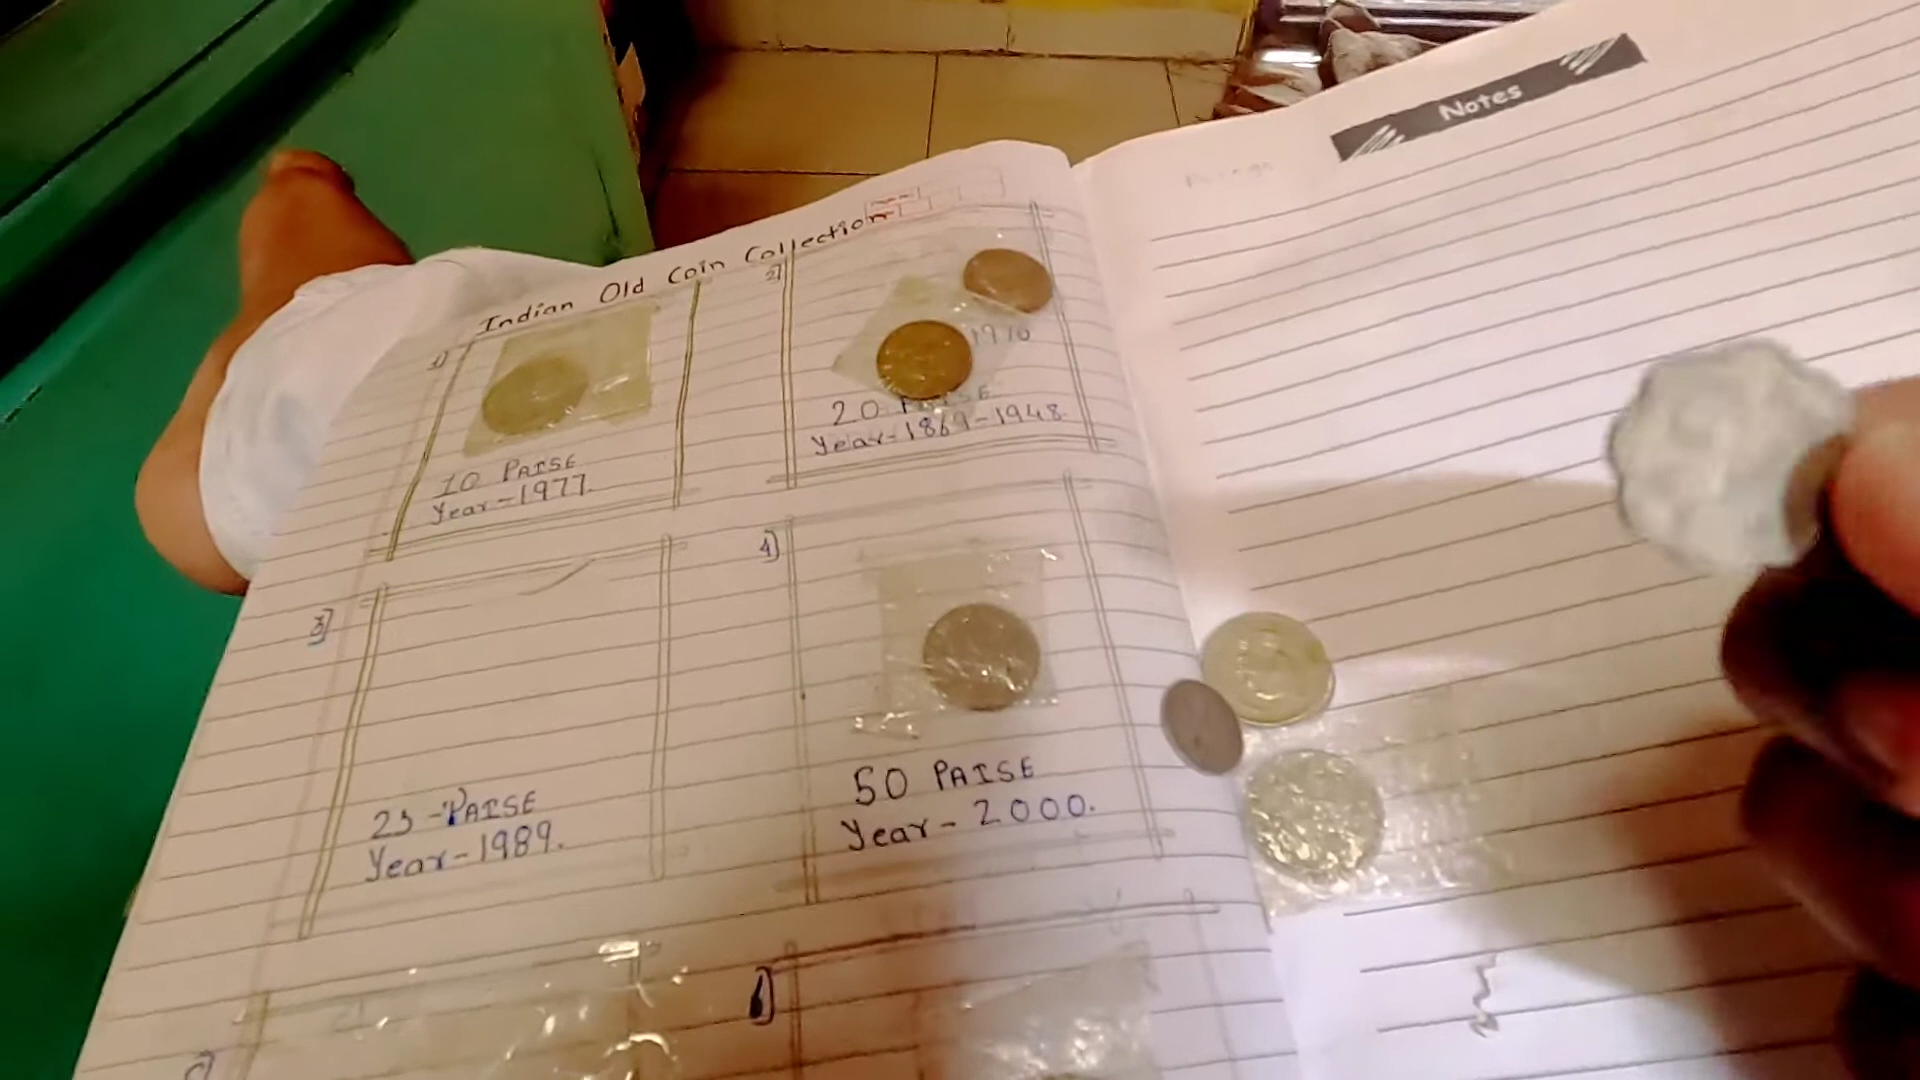 Indian Old Coin Collection
1]
10 PAISE
Year-1977.
2]
1970
20 PAISE
Year-1869-1948
3]
25-PAISE
Year-1989.
4]
50 PAISE
Year-2000.
6]
Notes